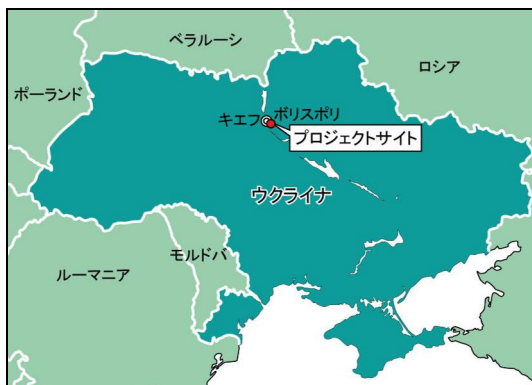 ベラルーシ
ロシア
ポーランド
キエフ
ボリスポリ
プロジェクトサイト
ウクライナ
モルドバ
ルーマニア